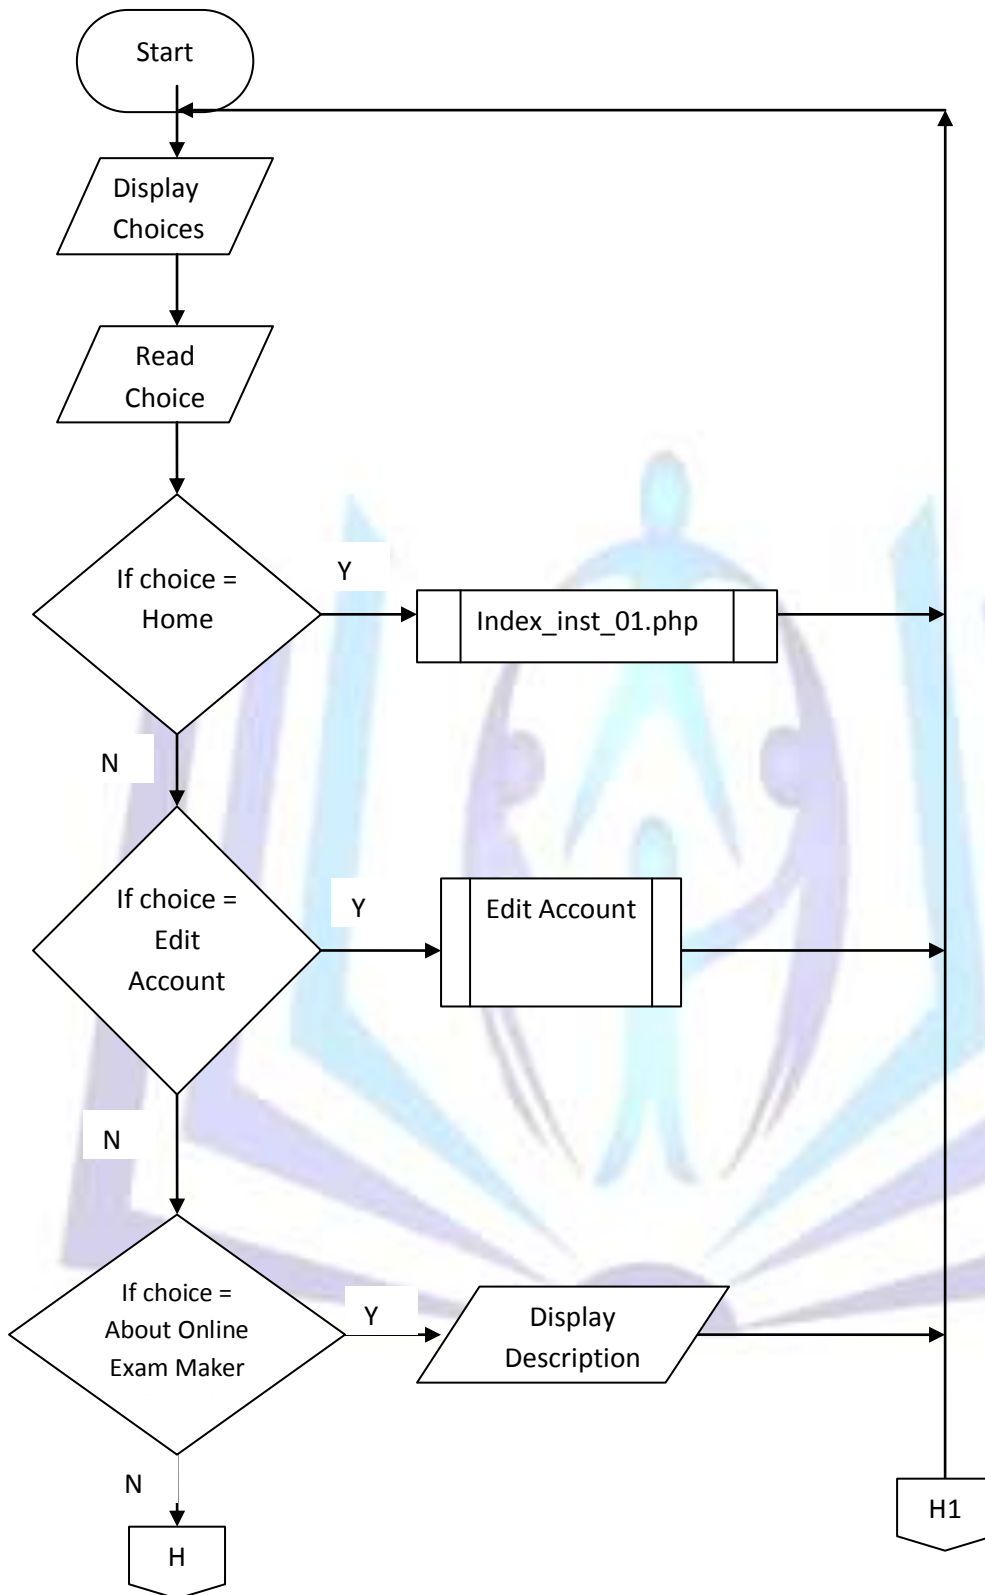 Start
Display
Choices
Read
Choice
If choice =
Home
Y
Index_inst_01.php
N
If choice =
Edit
Account
Y
Edit Account
N
If choice =
About Online
Exam Maker
Y
Display
Description
N
H
H1